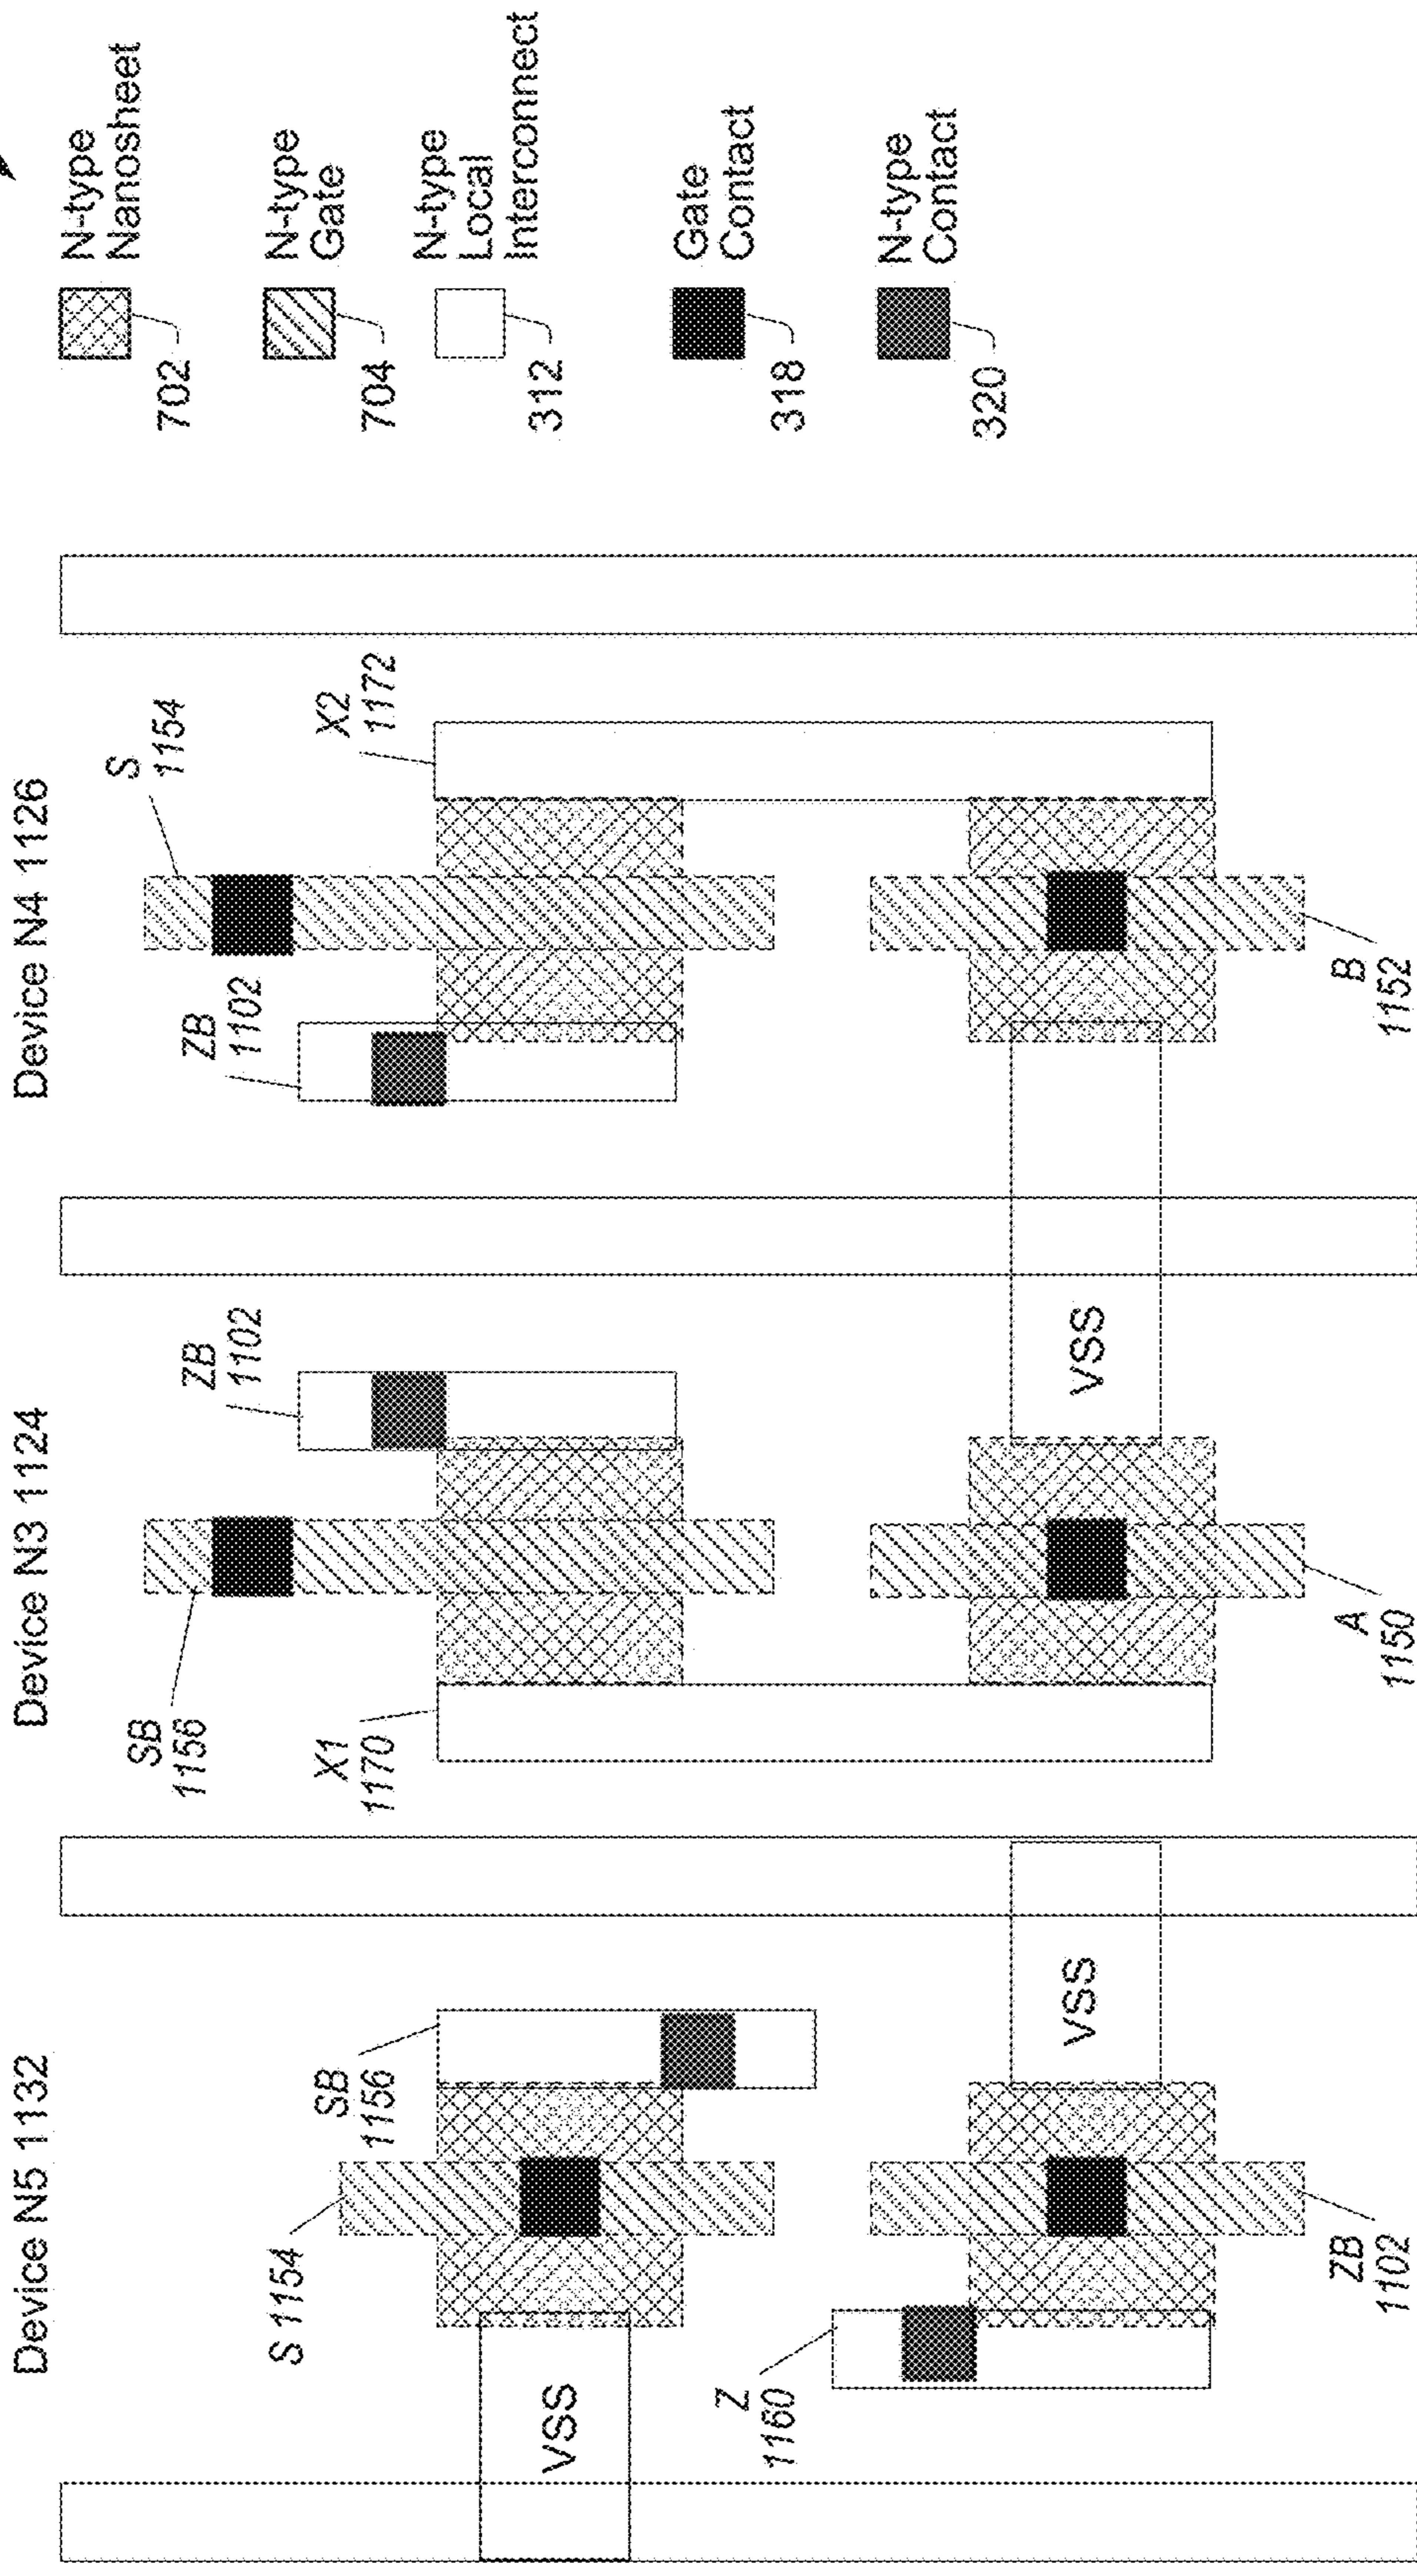 Device N5 1132
Device N3 1124
Device N4 1126
S 1154
VSS
SB
1156
Z
1160
VSS
ZB
1102
SB
1156
X1
1170
ZB
1102
A
1150
VSS
ZB
1102
S
1154
X2
1172
B
1152
N-type
Nanosheet
702
N-type
Gate
704
N-type
Local
Interconnect
312
Gate
Contact
318
N-type
Contact
320